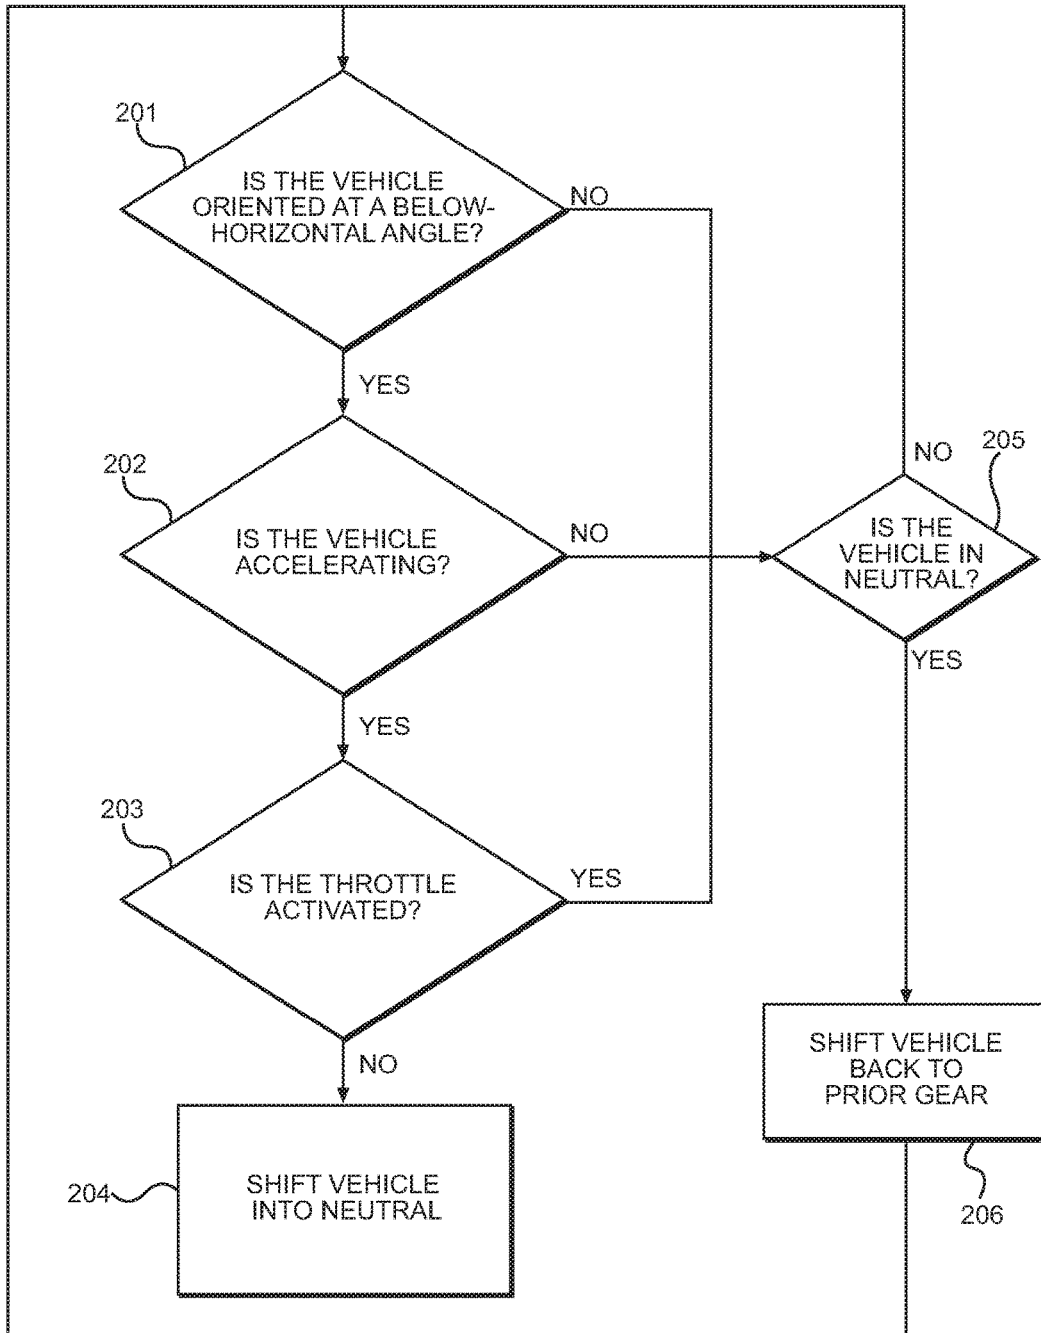 201
IS THE VEHICLE
ORIENTED AT A BELOW-
HORIZONTAL ANGLE?
NO
YES
202
IS THE VEHICLE
ACCELERATING?
NO
YES
203
IS THE THROTTLE
ACTIVATED?
YES
NO
204
SHIFT VEHICLE
INTO NEUTRAL
205
NO
IS THE
VEHICLE IN
NEUTRAL?
YES
SHIFT VEHICLE
BACK TO
PRIOR GEAR
206